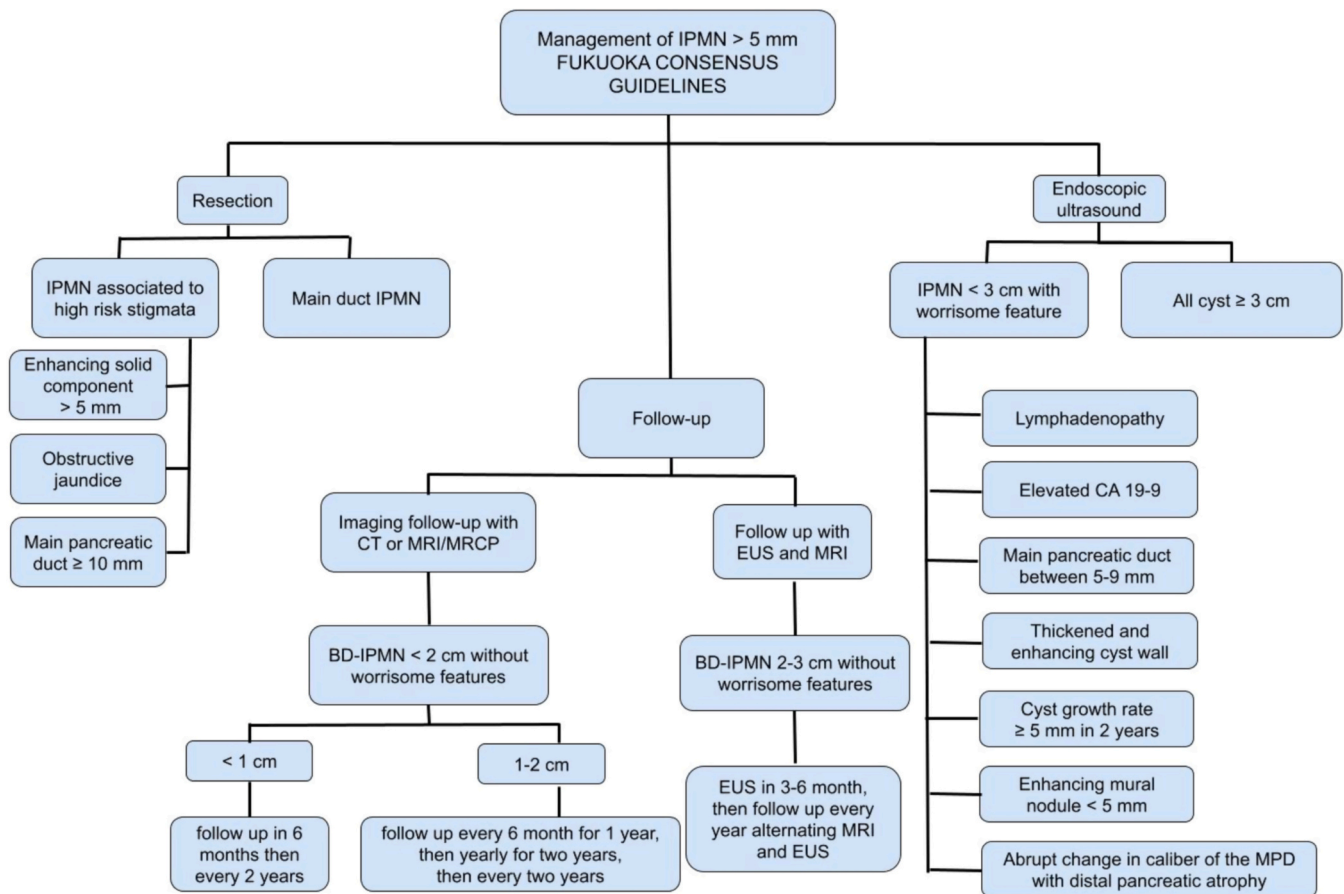 Management of IPMN > 5 mm
FUKUOKA CONSENSUS
GUIDELINES
Resection
IPMN associated to
high risk stigmata
Main duct IPMN
Enhancing solid
component
> 5 mm
Obstructive
jaundice
Main pancreatic
duct ≥ 10 mm
Follow-up
Imaging follow-up with
CT or MRI/MRCP
Follow up with
EUS and MRI
BD-IPMN < 2 cm without
worrisome features
BD-IPMN 2-3 cm without
worrisome features
< 1 cm
1-2 cm
follow up in 6
months then
every 2 years
follow up every 6 month for 1 year,
then yearly for two years,
then every two years
EUS in 3-6 month,
then follow up every
year alternating MRI
and EUS
Endoscopic
ultrasound
IPMN < 3 cm with
worrisome feature
All cyst ≥ 3 cm
Lymphadenopathy
Elevated CA 19-9
Main pancreatic duct
between 5-9 mm
Thickened and
enhancing cyst wall
Cyst growth rate
≥ 5 mm in 2 years
Enhancing mural
nodule < 5 mm
Abrupt change in caliber of the MPD
with distal pancreatic atrophy